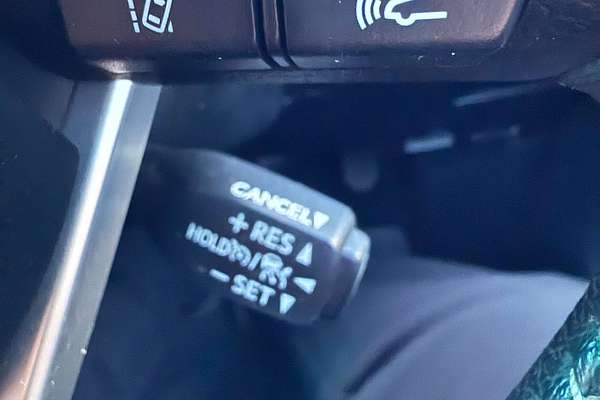 CANCEL▼
+ RES ▲
HOLD / ◄
− SET ▼